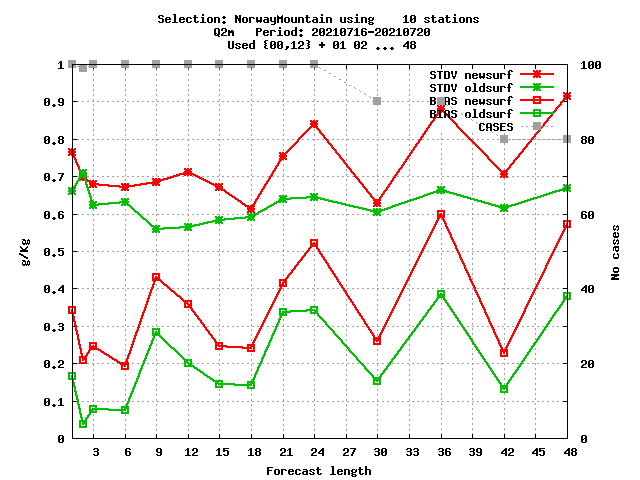 Selection: NorwayMountain using    10 stations
Q2m   Period: 20210716-20210720
Used {00,12} + 01 02 ... 48
STDV newsurf
STDV oldsurf
BIAS newsurf
BIAS oldsurf
CASES
1
0.9
0.8
0.7
0.6
0.5
0.4
0.3
0.2
0.1
0
g/Kg
100
80
60
40
20
0
No cases
3 6 9 12 15 18 21 24 27 30 33 36 39 42 45 48
Forecast length